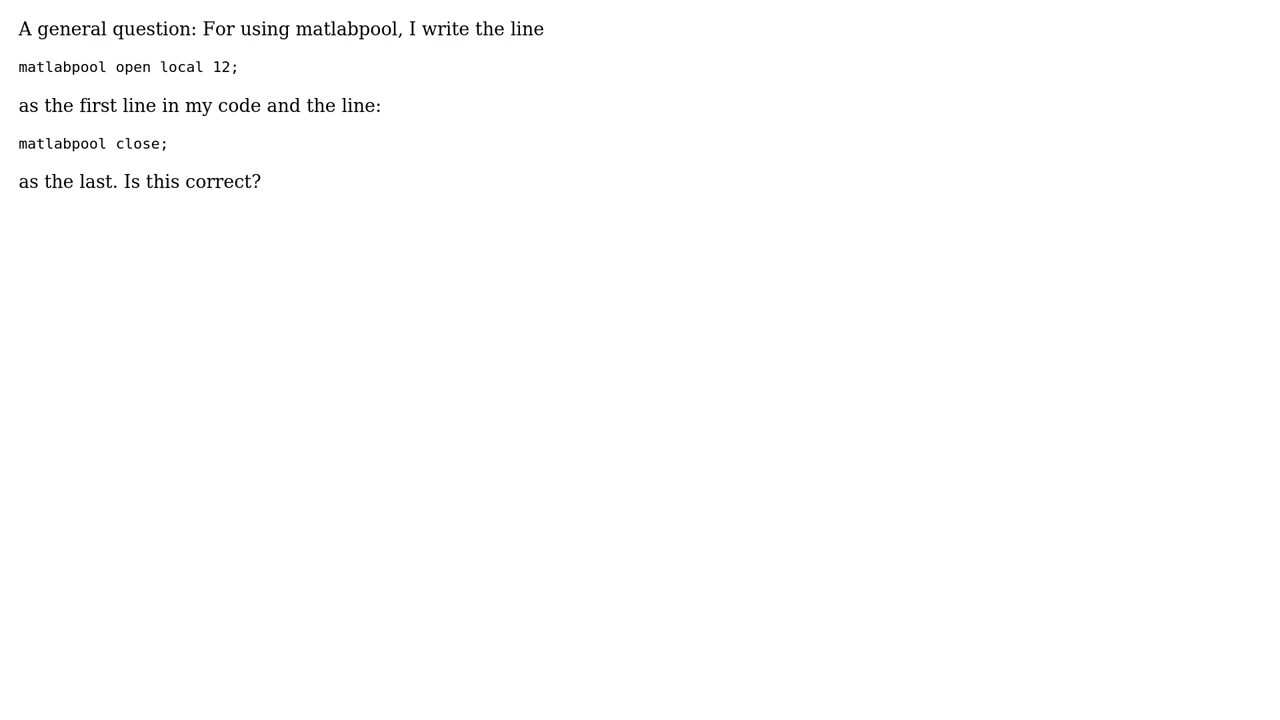 A general question: For using matlabpool, I write the line
matlabpool open local 12;
as the first line in my code and the line:
matlabpool close;
as the last. Is this correct?